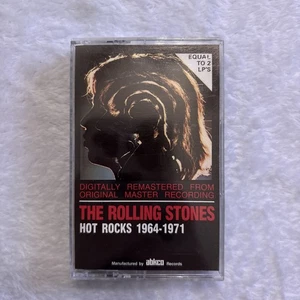 EQUAL
TO 2
LP'S
DIGITALLY REMASTERED FROM
ORIGINAL MASTER RECORDING
THE ROLLING STONES
HOT ROCKS 1964-1971
Manufactured by abkco Records